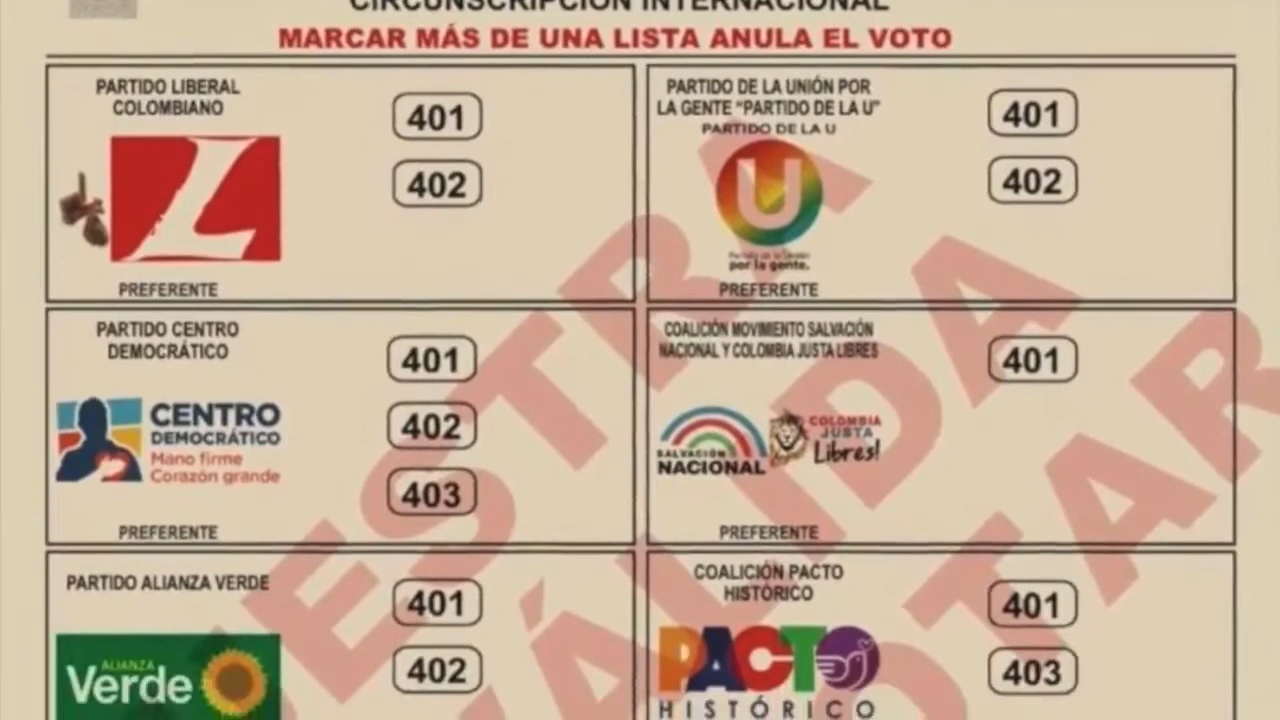 CIRCUNSCRIPCIÓN INTERNACIONAL
MARCAR MÁS DE UNA LISTA ANULA EL VOTO
PARTIDO LIBERAL
COLOMBIANO
401
402
L
PREFERENTE
PARTIDO DE LA UNIÓN POR
LA GENTE “PARTIDO DE LA U”
PARTIDO DE LA U
401
402
U
Partido de la Unión
por la gente.
PREFERENTE
PARTIDO CENTRO
DEMOCRÁTICO
401
402
403
CENTRO
DEMOCRÁTICO
Mano firme
Corazón grande
PREFERENTE
COALICIÓN MOVIMIENTO SALVACIÓN
NACIONAL Y COLOMBIA JUSTA LIBRES
401
SALVACIÓN
NACIONAL
COLOMBIA
JUSTA
Libres!
PREFERENTE
PARTIDO ALIANZA VERDE
401
402
ALIANZA
Verde
COALICIÓN PACTO
HISTÓRICO
401
403
PACTO
HISTÓRICO